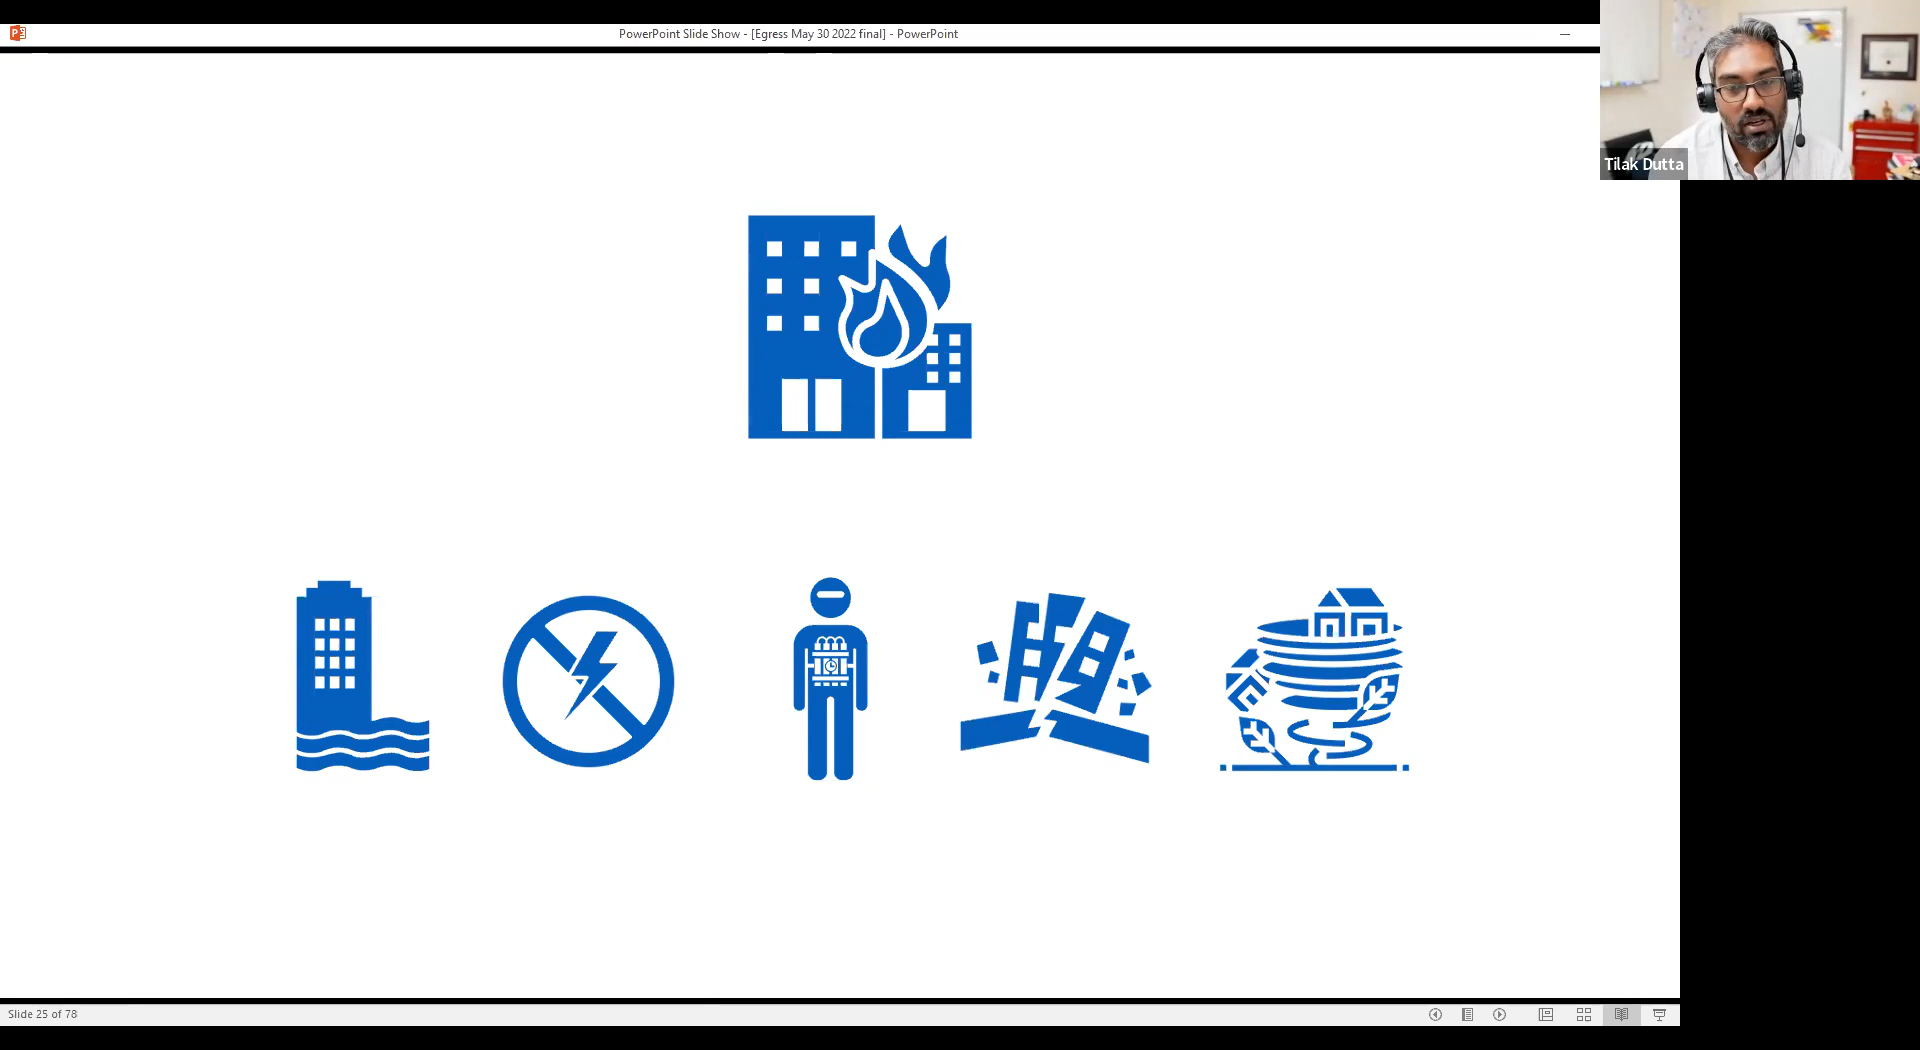 PowerPoint Slide Show - [Egress May 30 2022 final] - PowerPoint
Tilak Dutta
Slide 25 of 78